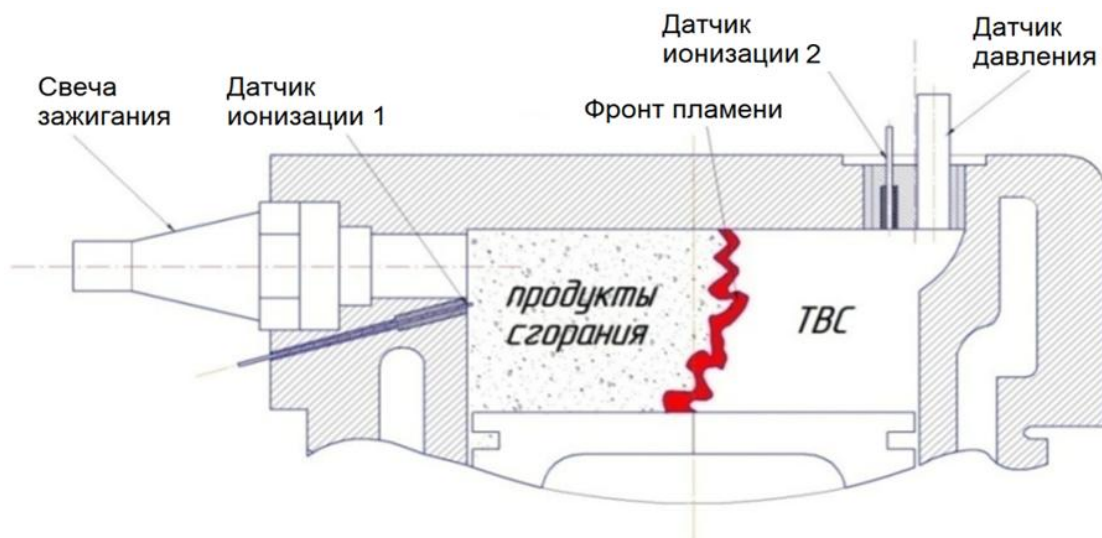 Свеча
зажигания
Датчик
ионизации 1
Фронт пламени
Датчик
ионизации 2
Датчик
давления
продукты
сгорания
ТВС